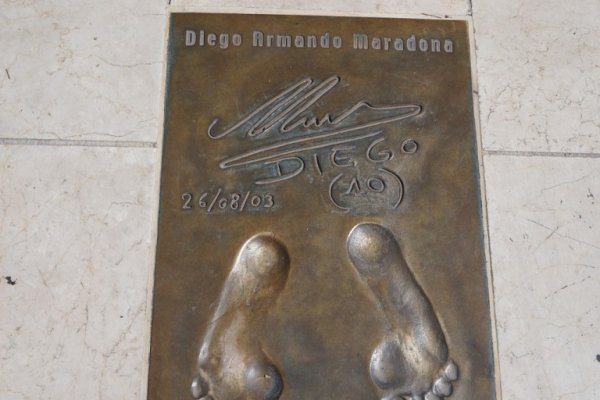 Diego Armando Maradona
DIEGO
26/08/03 (10)